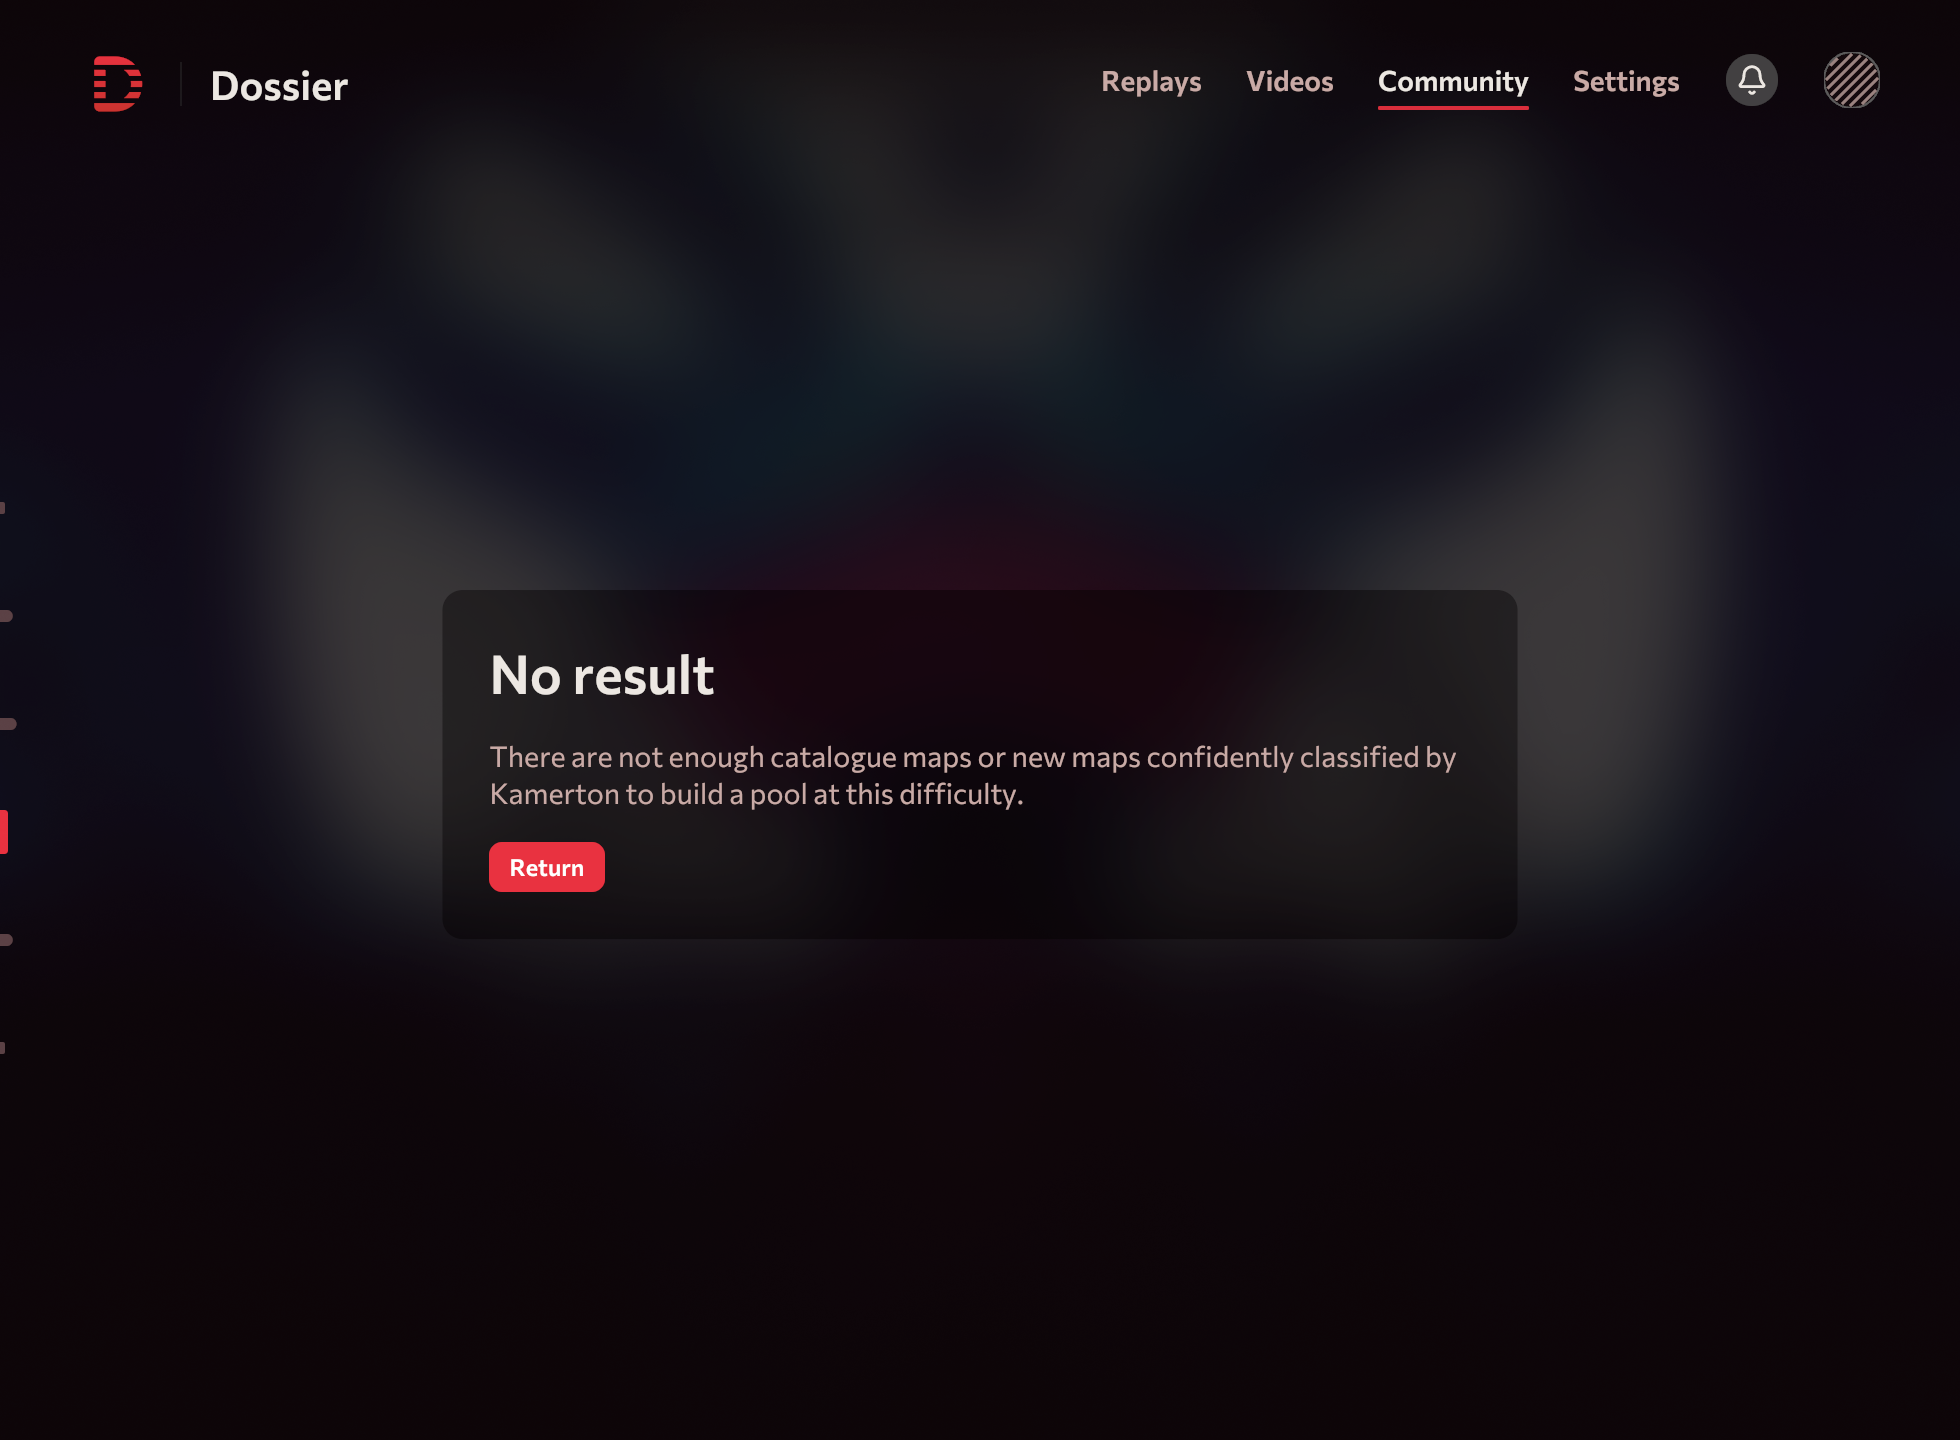 Dossier
Replays Videos Community Settings
No result
There are not enough catalogue maps or new maps confidently classified by
Kamerton to build a pool at this difficulty.
Return